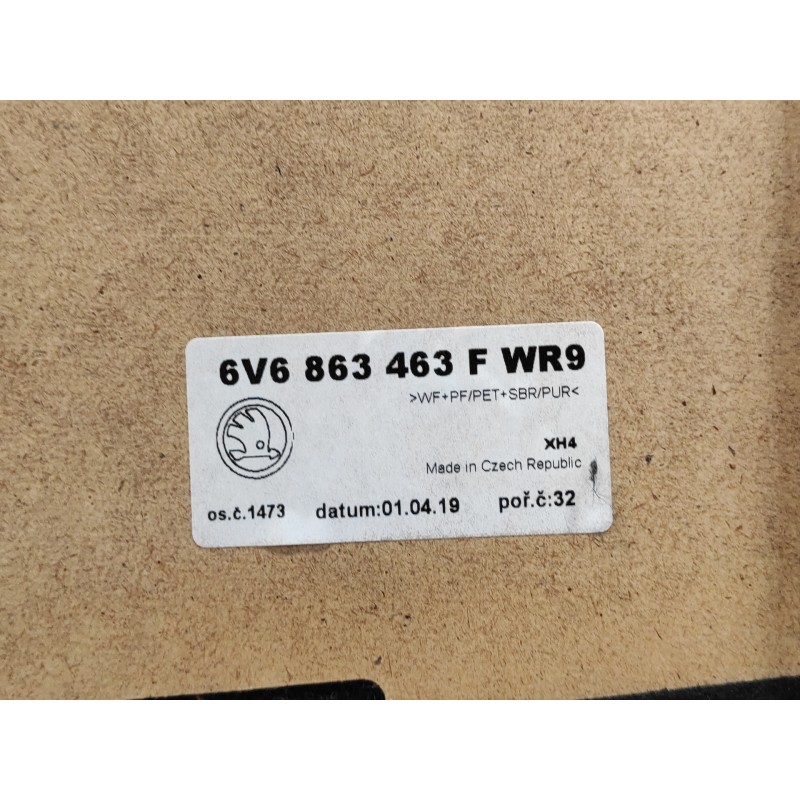 6V6 863 463 F WR9
>WF+PF/PET+SBR/PUR<
XH4
Made in Czech Republic
os.č.1473 datum:01.04.19 poř.č:32